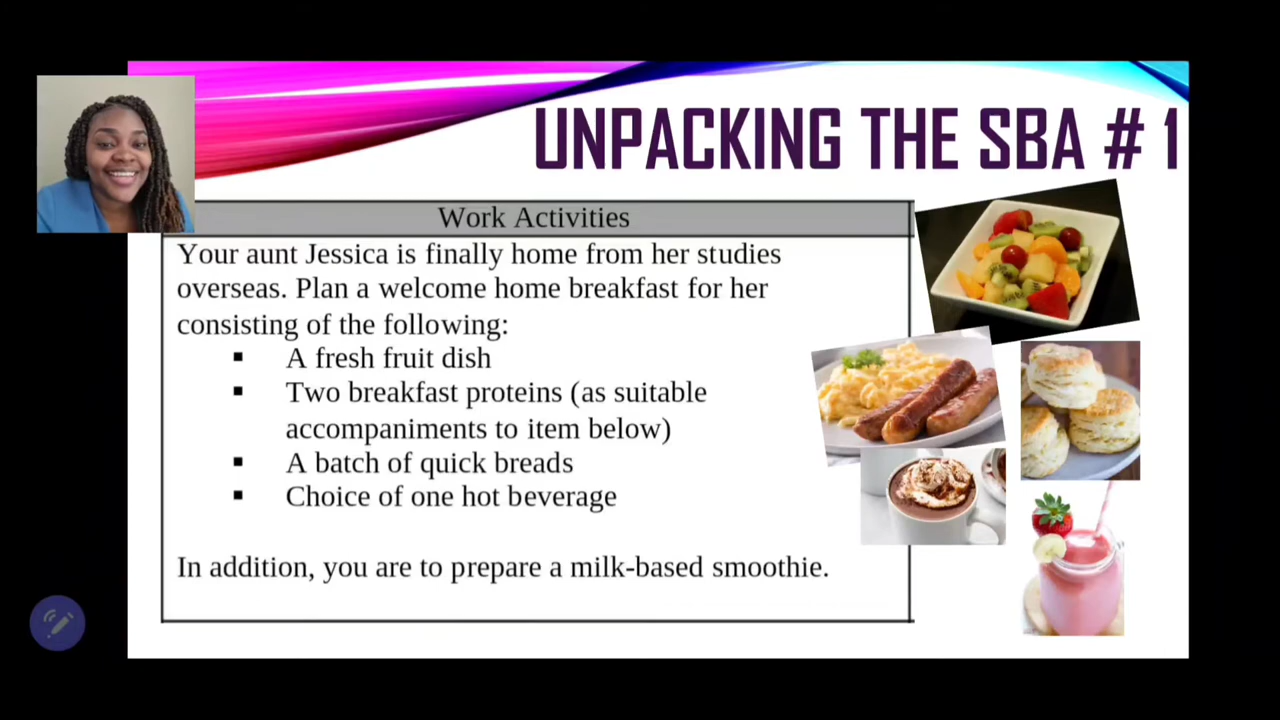 UNPACKING THE SBA # 1
Work Activities
Your aunt Jessica is finally home from her studies
overseas. Plan a welcome home breakfast for her
consisting of the following:
▪ A fresh fruit dish
▪ Two breakfast proteins (as suitable
accompaniments to item below)
▪ A batch of quick breads
▪ Choice of one hot beverage
In addition, you are to prepare a milk-based smoothie.